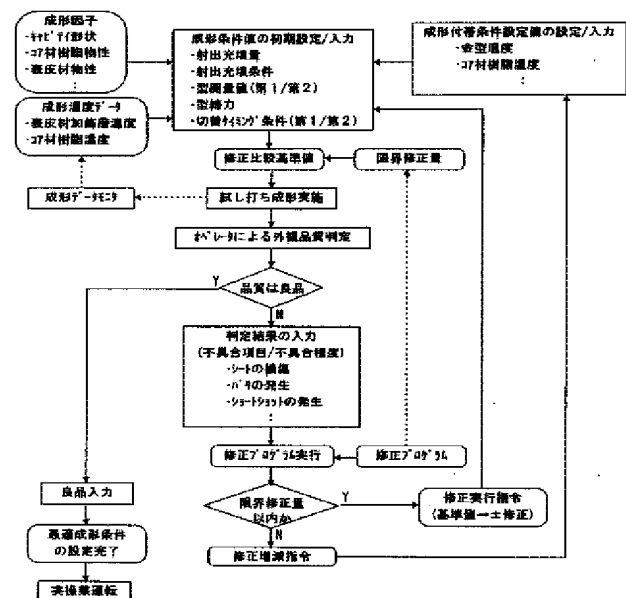 成形因子
・ｷｬﾋﾞﾃｨ形状
・ｺｱ材樹脂物性
・表皮材物性
：
成形温度データ
・表皮材加飾層温度
・ｺｱ材樹脂温度
成形条件値の初期設定/入力
・射出充填量
・射出充填条件
・型開量値(第1/第2)
・型締力
・切替ﾀｲﾐﾝｸﾞ条件(第1/第2)
成形付帯条件設定値の設定/入力
・金型温度
・ｺｱ材樹脂温度
：
修正比較基準値
限界修正量
成形ﾃﾞｰﾀﾓﾆﾀ
試し打ち成形実施
ｵﾍﾟﾚｰﾀによる外観品質判定
Y
品質は良品
N
判定結果の入力
(不具合項目/不具合程度)
・シートの損傷
・ﾊﾞﾘの発生
・ｼｮｰﾄｼｮｯﾄの発生
：
修正ﾌﾟﾛｸﾞﾗﾑ実行
修正ﾌﾟﾛｸﾞﾗﾑ
良品入力
限界修正量
以内か
Y
修正実行指令
(基準値→±修正)
N
最適成形条件
の設定完了
修正増減指令
実操業運転